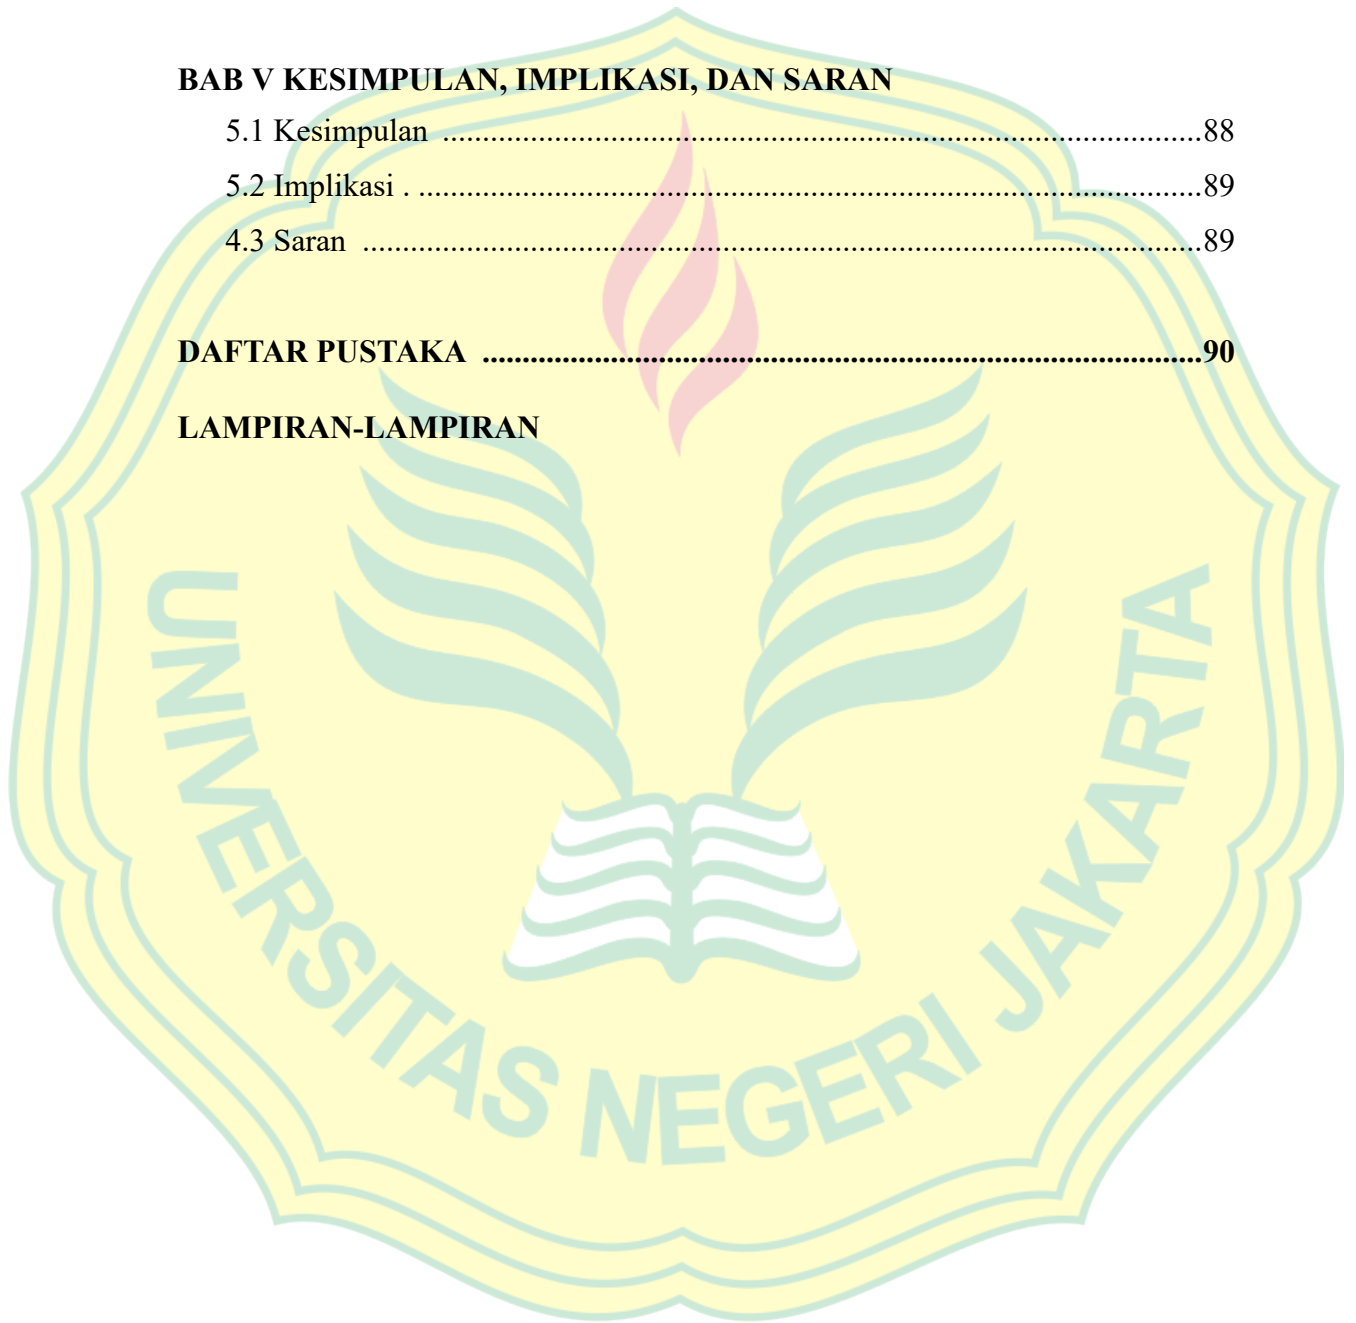 BAB V KESIMPULAN, IMPLIKASI, DAN SARAN
5.1 Kesimpulan ................................................................................................88
5.2 Implikasi . ...................................................................................................89
4.3 Saran ..........................................................................................................89
DAFTAR PUSTAKA ..........................................................................................90
LAMPIRAN-LAMPIRAN
UNIVERSITAS NEGERI JAKARTA